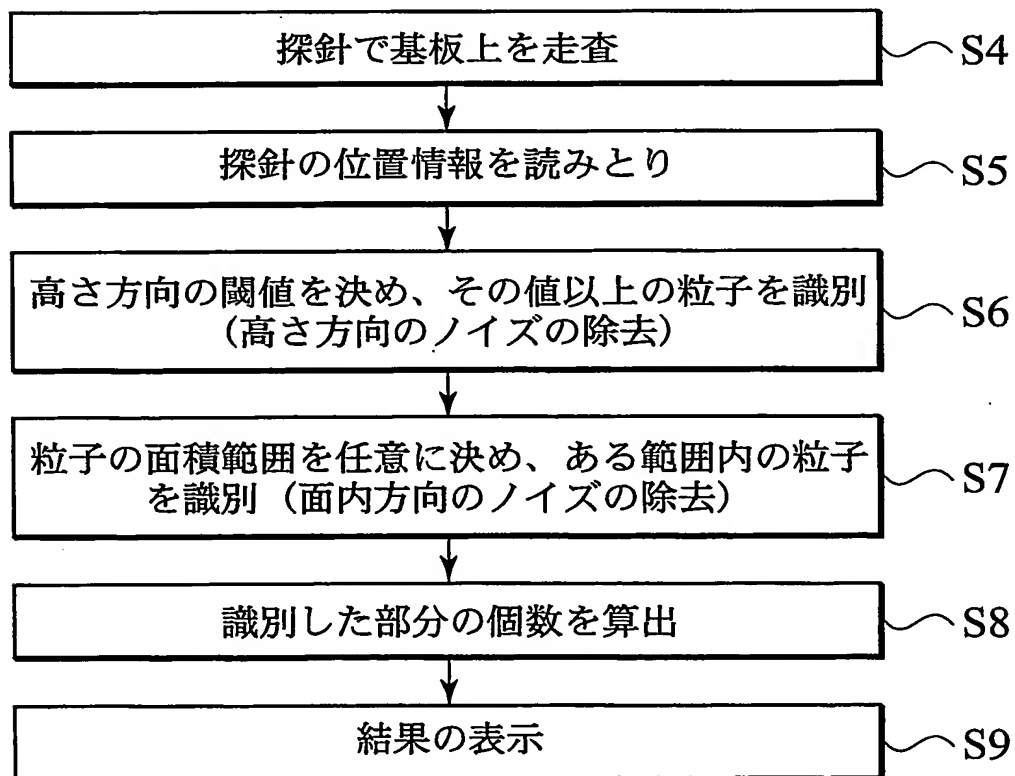 探針で基板上を走査
S4
探針の位置情報を読みとり
S5
高さ方向の閾値を決め、その値以上の粒子を識別
（高さ方向のノイズの除去）
S6
粒子の面積範囲を任意に決め、ある範囲内の粒子
を識別（面内方向のノイズの除去）
S7
識別した部分の個数を算出
S8
結果の表示
S9